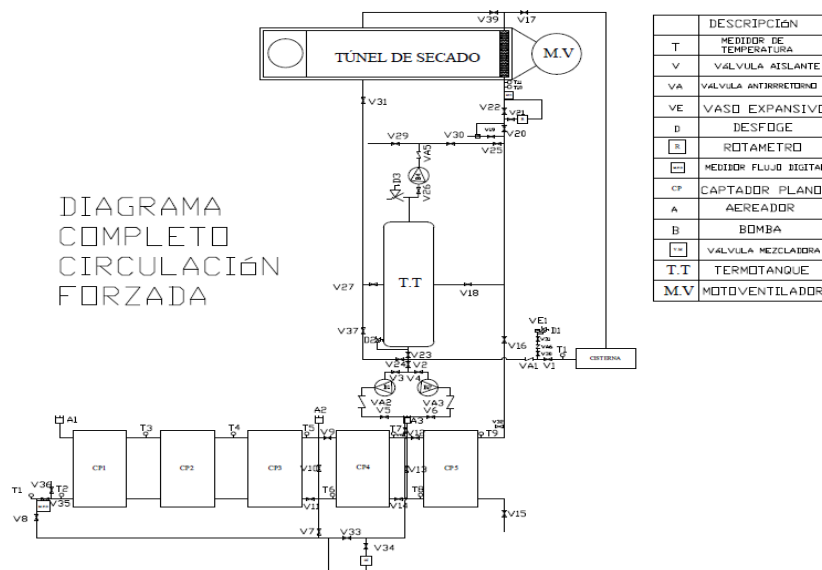 V39
V17
TÚNEL DE SECADO
M.V
V31
V22
V21
V20
V29
V30
V25
VA5
D3
V26
DIAGRAMA
COMPLETO
CIRCULACIÓN
FORZADA
T.T
V27
V18
V37
D2
V23
V16
VE1
D1
T1
VA1
V1
CISTERNA
V24
V2
V3
V4
VA2
VA3
V5
V6
A1
A2
A3
T3
T4
T5
V9
T7
V12
T9
CP1
CP2
CP3
CP4
CP5
V10
V13
T1
V36
T2
V35
V8
V11
T6
V14
T8
V15
V7
V33
V34
DESCRIPCIóN
T MEDIDOR DE TEMPERATURA
V VáLVULA AISLANTE
VA VáLVULA ANTIRRRETORNO
VE VASO EXPANSIVO
D DESFOGE
R ROTAMETRO
MEDIDOR FLUJO DIGITAL
CP CAPTADOR PLANO
A AEREADOR
B BOMBA
V.M VáLVULA MEZCLADORA
T.T TERMOTANQUE
M.V MOTOVENTILADOR